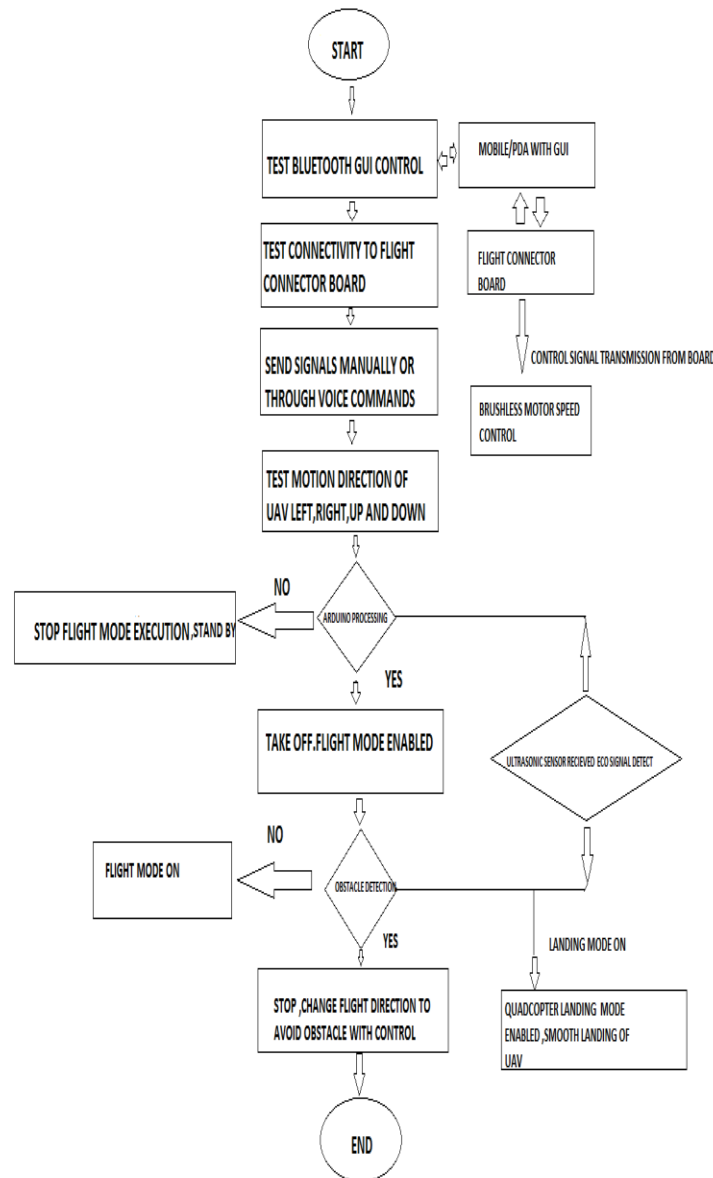 START
TEST BLUETOOTH GUI CONTROL
MOBILE/PDA WITH GUI
TEST CONNECTIVITY TO FLIGHT
CONNECTOR BOARD
FLIGHT CONNECTOR
BOARD
SEND SIGNALS MANUALLY OR
THROUGH VOICE COMMANDS
CONTROL SIGNAL TRANSMISSION FROM BOARD
BRUSHLESS MOTOR SPEED
CONTROL
TEST MOTION DIRECTION OF
UAV LEFT,RIGHT,UP AND DOWN
NO
ARDUINO PROCESSING
STOP FLIGHT MODE EXECUTION,STAND BY
YES
TAKE OFF.FLIGHT MODE ENABLED
ULTRASONIC SENSOR RECIEVED ECO SIGNAL DETECT
NO
FLIGHT MODE ON
OBSTACLE DETECTION
YES
LANDING MODE ON
STOP ,CHANGE FLIGHT DIRECTION TO
AVOID OBSTACLE WITH CONTROL
QUADCOPTER LANDING MODE
ENABLED ,SMOOTH LANDING OF
UAV
END